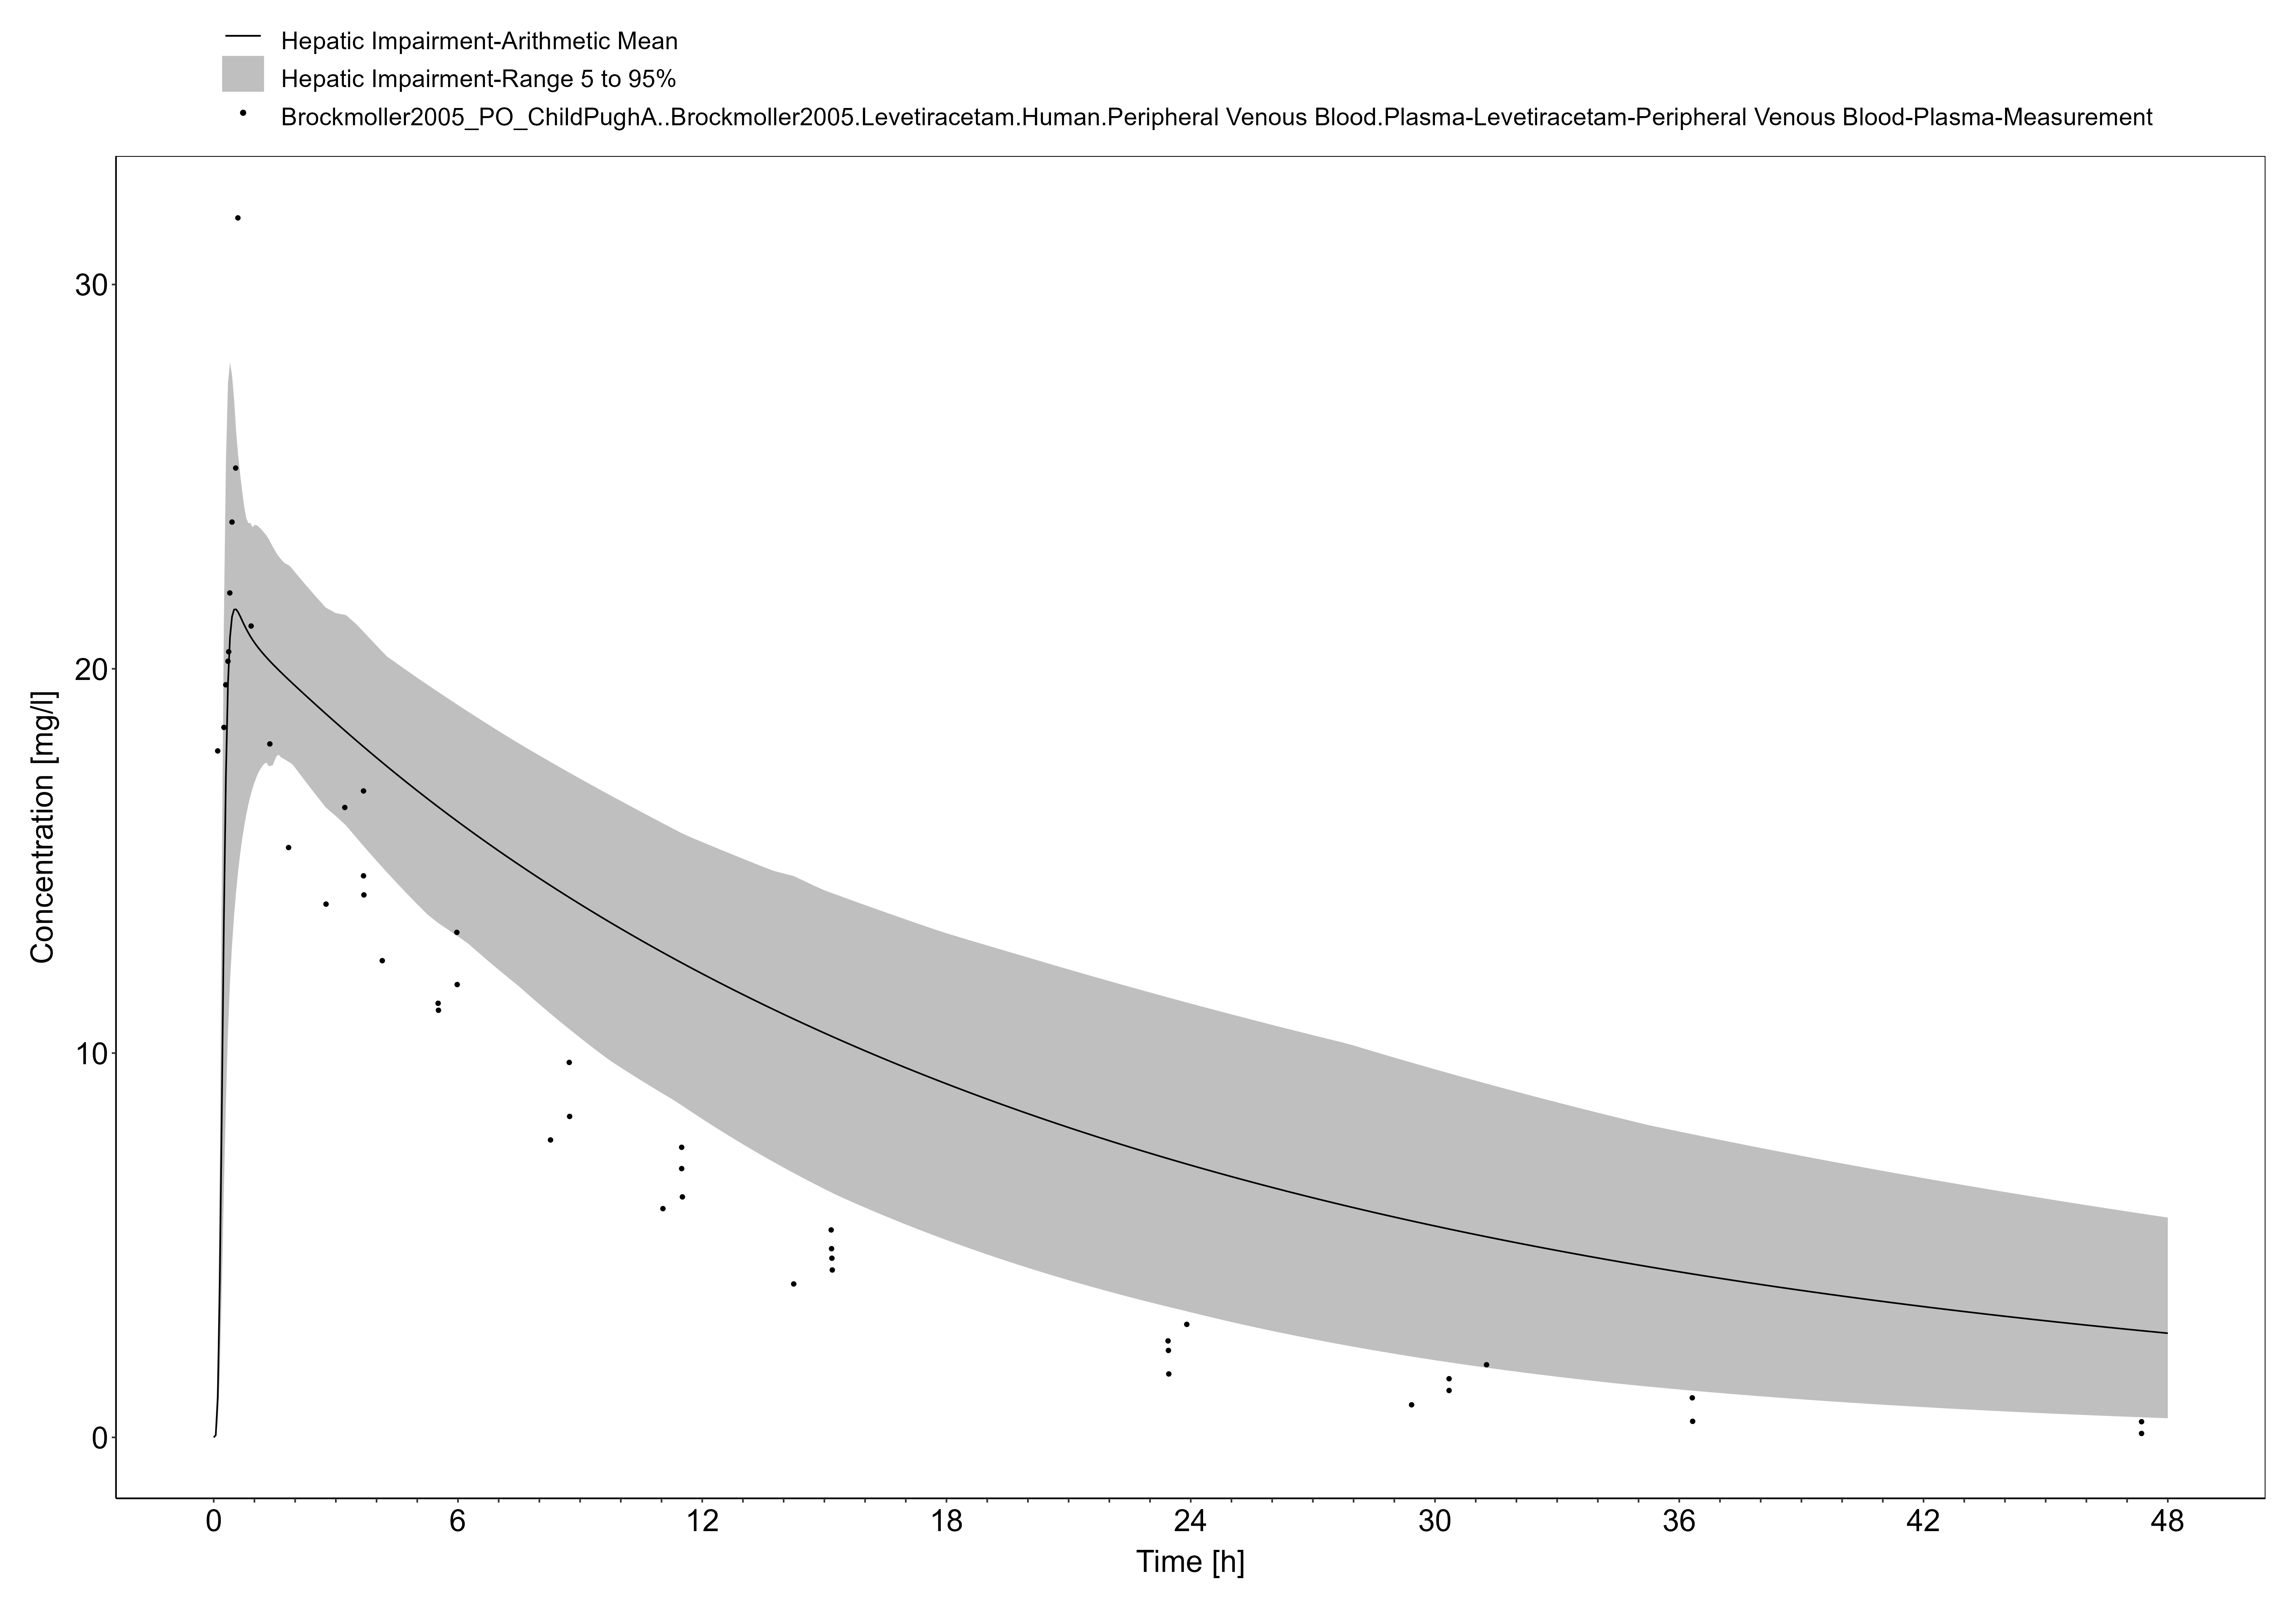 Hepatic Impairment-Arithmetic Mean
Hepatic Impairment-Range 5 to 95%
Brockmoller2005_PO_ChildPughA..Brockmoller2005.Levetiracetam.Human.Peripheral Venous Blood.Plasma-Levetiracetam-Peripheral Venous Blood-Plasma-Measurement
30
20
10
0
Concentration [mg/l]
0 6 12 18 24 30 36 42 48
Time [h]